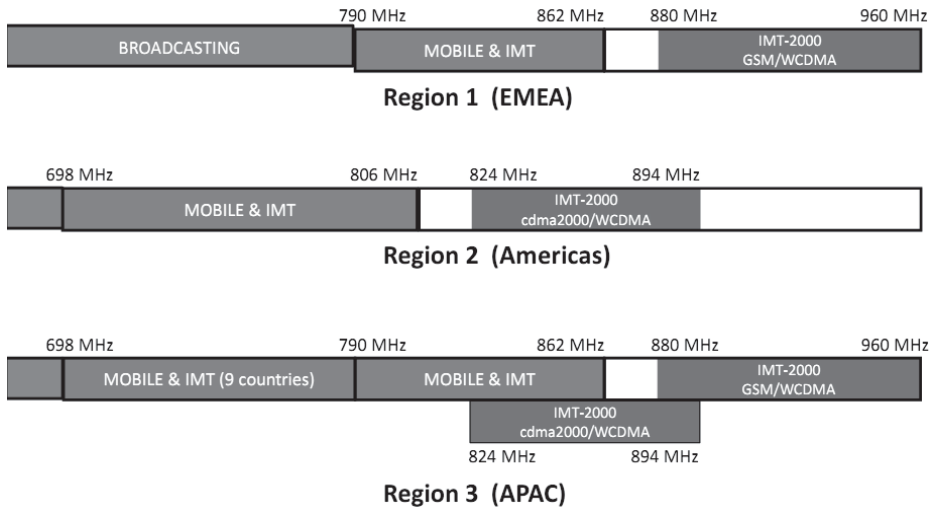 790 MHz 862 MHz 880 MHz 960 MHz
BROADCASTING MOBILE & IMT IMT-2000
GSM/WCDMA
Region 1 (EMEA)
698 MHz 806 MHz 824 MHz 894 MHz
MOBILE & IMT IMT-2000
cdma2000/WCDMA
Region 2 (Americas)
698 MHz 790 MHz 862 MHz 880 MHz 960 MHz
MOBILE & IMT (9 countries) MOBILE & IMT IMT-2000
GSM/WCDMA
IMT-2000
cdma2000/WCDMA
824 MHz 894 MHz
Region 3 (APAC)